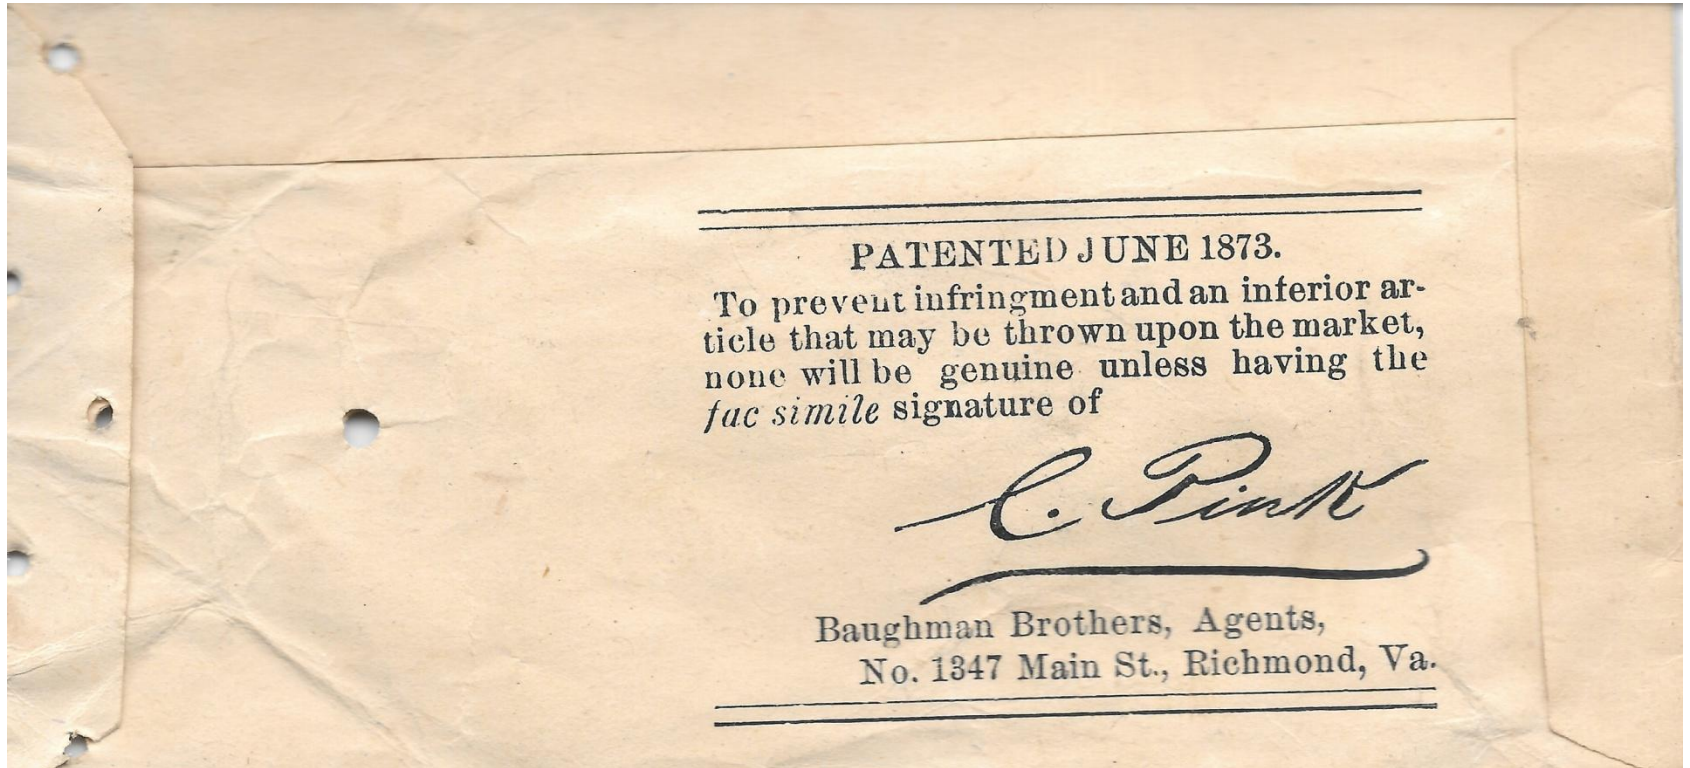 PATENTED JUNE 1873.
To prevent infringment and an inferior ar-
ticle that may be thrown upon the market,
none will be genuine unless having the
fac simile signature of
C. Pink
Baughman Brothers, Agents,
No. 1347 Main St., Richmond, Va.